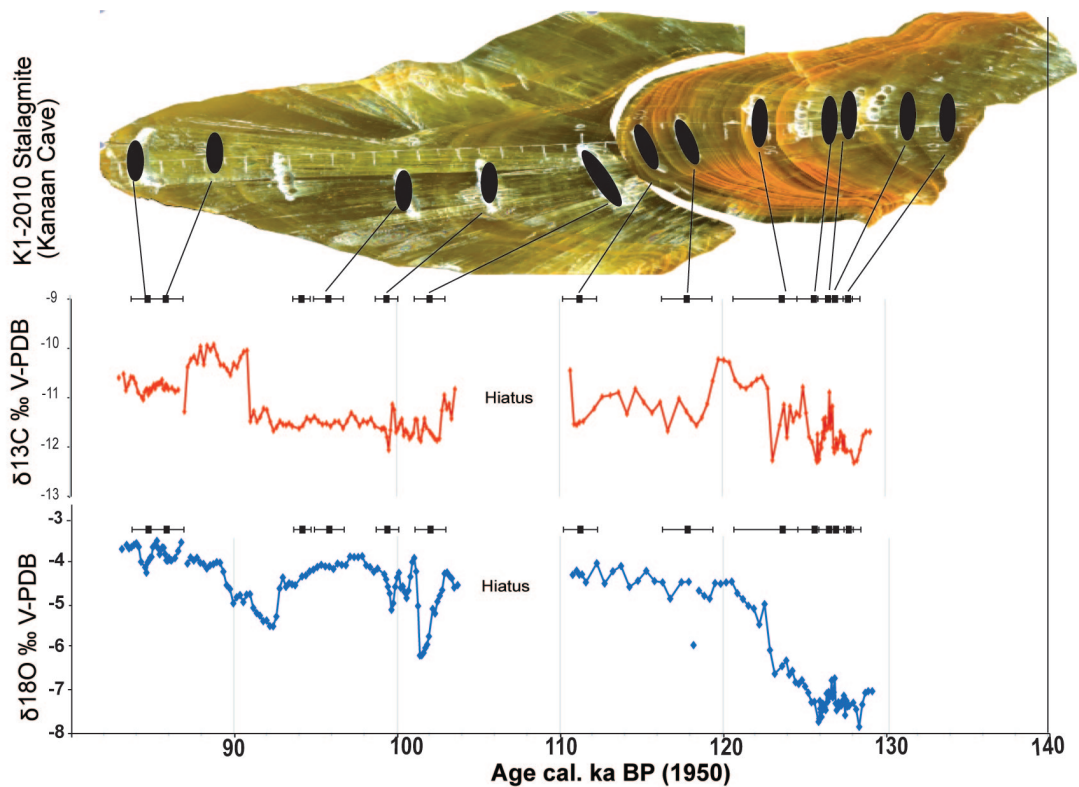 K1-2010 Stalagmite
(Kanaan Cave)
-9
-10
-11
-12
-13
δ13C ‰ V-PDB
Hiatus
-3
-4
-5
-6
-7
-8
δ18O ‰ V-PDB
Hiatus
90
100
110
120
130
140
Age cal. ka BP (1950)